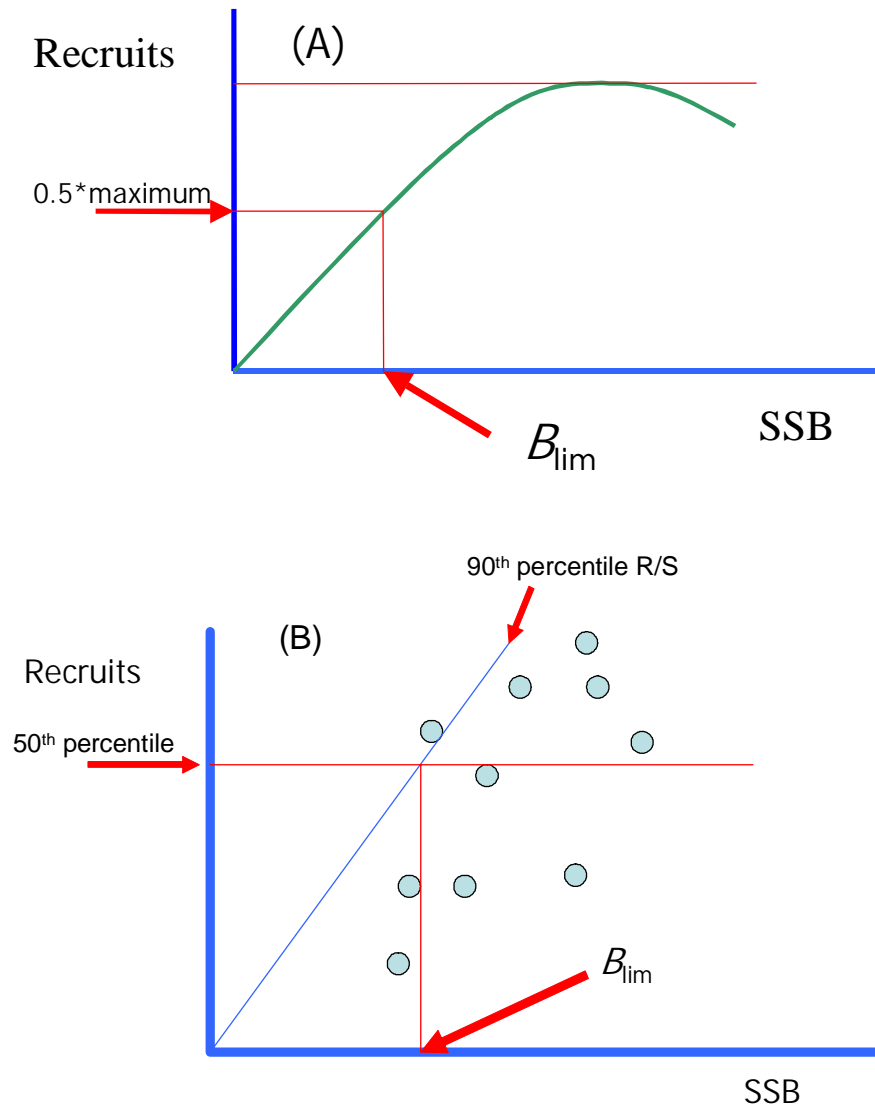 (A)
Recruits
0.5*maximum
SSB
Blim
90th percentile R/S
(B)
Recruits
50th percentile
Blim
SSB